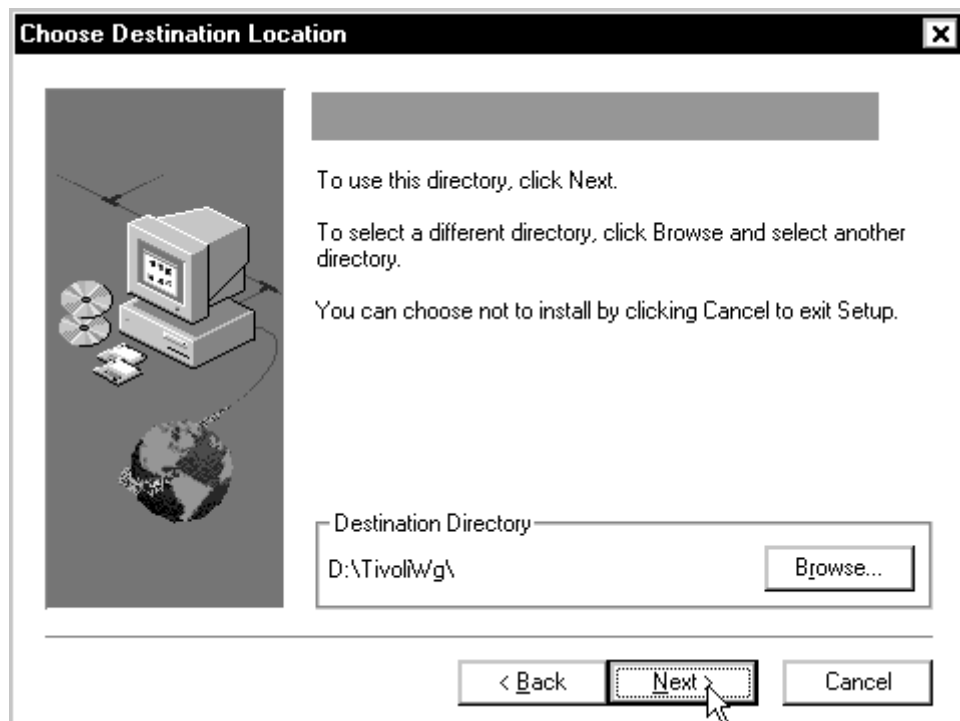 Choose Destination Location
To use this directory, click Next.
To select a different directory, click Browse and select another
directory.
You can choose not to install by clicking Cancel to exit Setup.
Destination Directory
D:\TivoliWg\
Browse...
< Back
Next >
Cancel